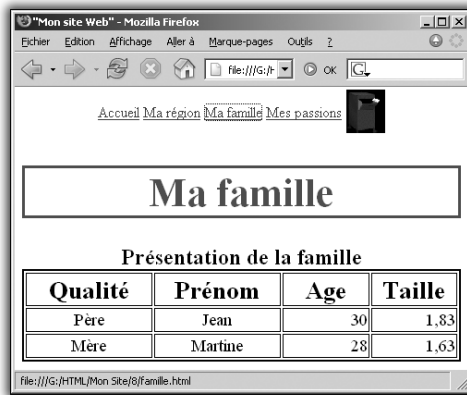 "Mon site Web" - Mozilla Firefox
Fichier Edition Affichage Aller à Marque-pages Outils ?
file:///G:/H OK G
Accueil Ma région Ma famille Mes passions
Ma famille
Présentation de la famille
Qualité Prénom Age Taille
Père Jean 30 1,83
Mère Martine 28 1,63
file:///G:/HTML/Mon Site/8/famille.html